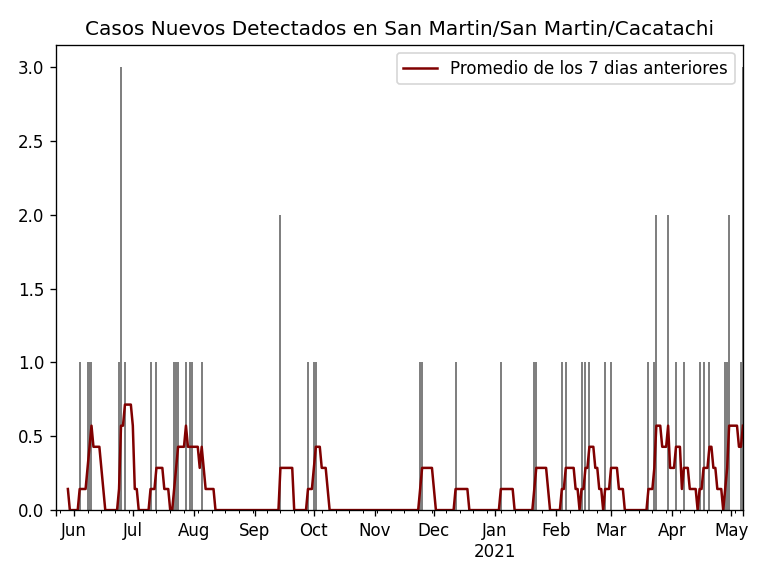 Casos Nuevos Detectados en San Martin/San Martin/Cacatachi
Promedio de los 7 dias anteriores
3.0
2.5
2.0
1.5
1.0
0.5
0.0
Jun Jul Aug Sep Oct Nov Dec Jan Feb Mar Apr May
2021